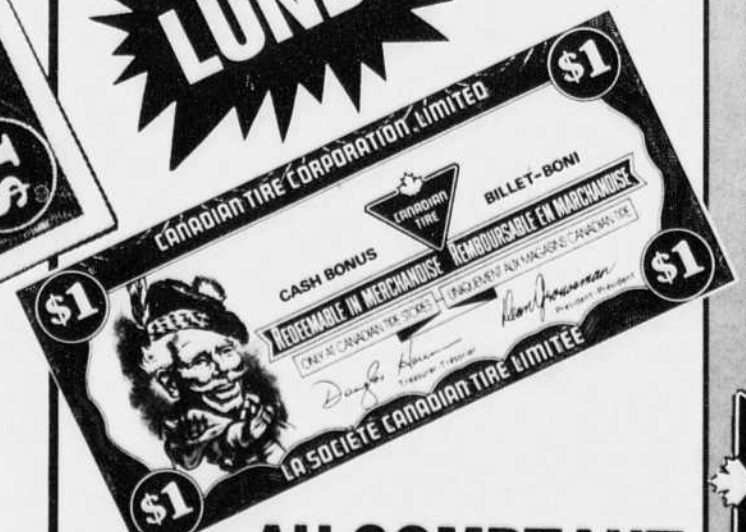 LUND
$1
CANADIAN TIRE CORPORATION, LIMITED
$1
CANADIAN
TIRE
CASH BONUS
BILLET-BONI
REDEEMABLE IN MERCHANDISE
REMBOURSABLE EN MARCHANDISE
ONLY AT CANADIAN TIRE STORES
UNIQUEMENT AUX MAGASINS CANADIAN TIRE
Treasurer-Trésorier
President-Président
LA SOCIÉTÉ CANADIAN TIRE LIMITÉE
$1
$1
AU COMPTANT